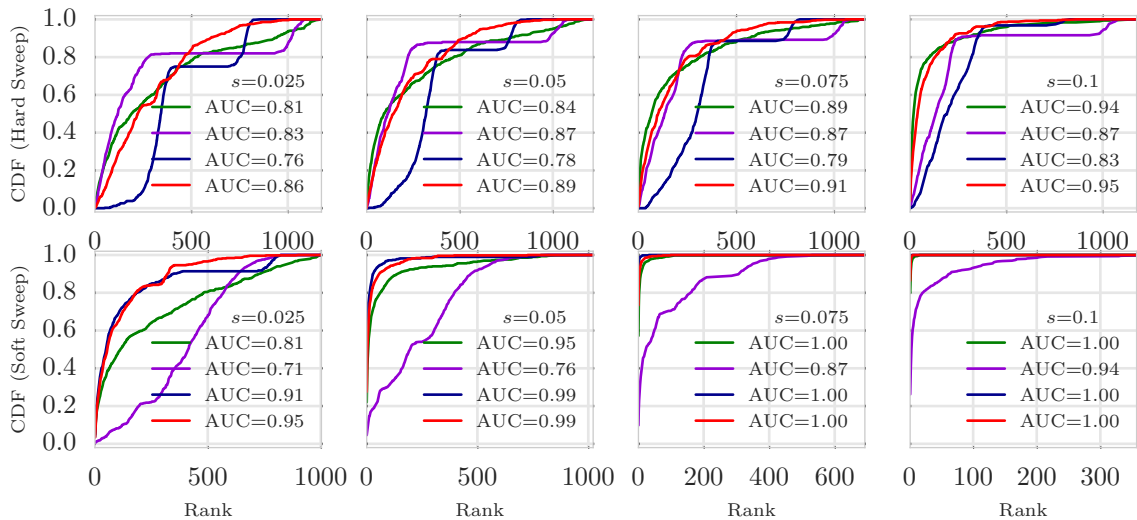 CDF (Hard Sweep)
1.0
0.8
0.6
0.4
0.2
0.0
s=0.025
AUC=0.81
AUC=0.83
AUC=0.76
AUC=0.86
0 500 1000
s=0.05
AUC=0.84
AUC=0.87
AUC=0.78
AUC=0.89
0 500 1000
s=0.075
AUC=0.89
AUC=0.87
AUC=0.79
AUC=0.91
0 500 1000
s=0.1
AUC=0.94
AUC=0.87
AUC=0.83
AUC=0.95
0 500 1000
CDF (Soft Sweep)
1.0
0.8
0.6
0.4
0.2
0.0
s=0.025
AUC=0.81
AUC=0.71
AUC=0.91
AUC=0.95
0 500 1000
Rank
s=0.05
AUC=0.95
AUC=0.76
AUC=0.99
AUC=0.99
0 500 1000
Rank
s=0.075
AUC=1.00
AUC=0.87
AUC=1.00
AUC=1.00
0 200 400 600
Rank
s=0.1
AUC=1.00
AUC=0.94
AUC=1.00
AUC=1.00
0 100 200 300
Rank